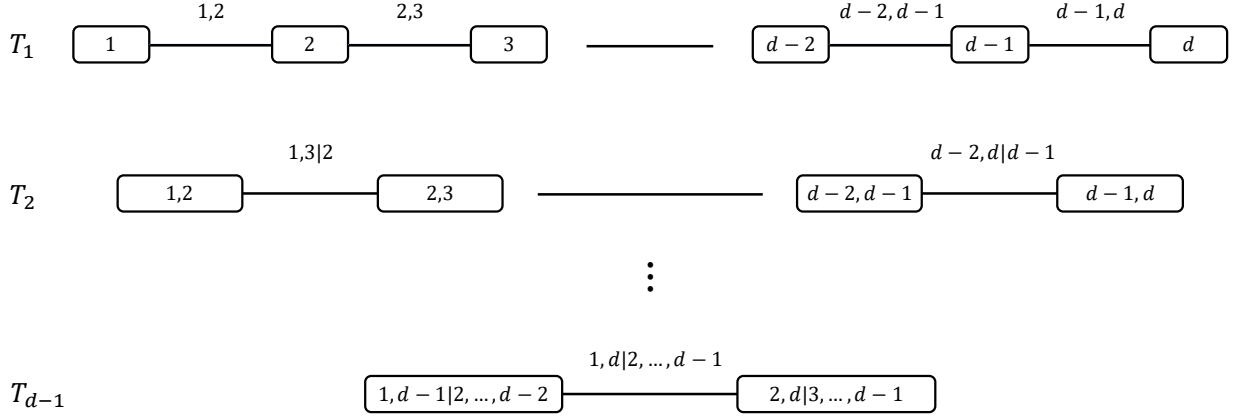 1,2 2,3 d − 2, d − 1 d − 1, d
T₁ 1 2 3 d − 2 d − 1 d
1,3|2 d − 2, d|d − 1
T₂ 1,2 2,3 d − 2, d − 1 d − 1, d
⋮
1, d|2, … , d − 1
T_{d−1} 1, d − 1|2, … , d − 2 2, d|3, … , d − 1